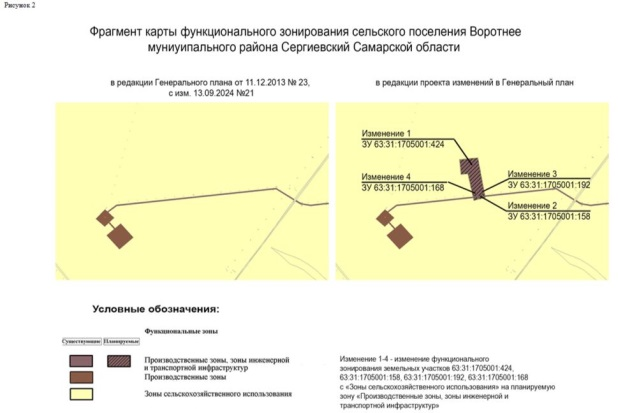 Рисунок 2
Фрагмент карты функционального зонирования сельского поселения Воротнее
муниуипального района Сергиевский Самарской области
в редакции Генерального плана от 11.12.2013 № 23,
с изм. 13.09.2024 №21
в редакции проекта изменений в Генеральный план
Изменение 1
ЗУ 63:31:1705001:424
Изменение 4
ЗУ 63:31:1705001:168
Изменение 3
ЗУ 63:31:1705001:192
Изменение 2
ЗУ 63:31:1705001:158
Условные обозначения:
Функциональные зоны
Существующие Планируемые
Производственные зоны, зоны инженерной
и транспортной инфраструктур
Производственные зоны
Зоны сельскохозяйственного использования
Изменение 1-4 - изменение функционального
зонирования земельных участков 63:31:1705001:424,
63:31:1705001:158, 63:31:1705001:192, 63:31:1705001:168
с «Зоны сельскохозяйственного использования» на планируемую
зону «Производственные зоны, зоны инженерной и
транспортной инфраструктур»